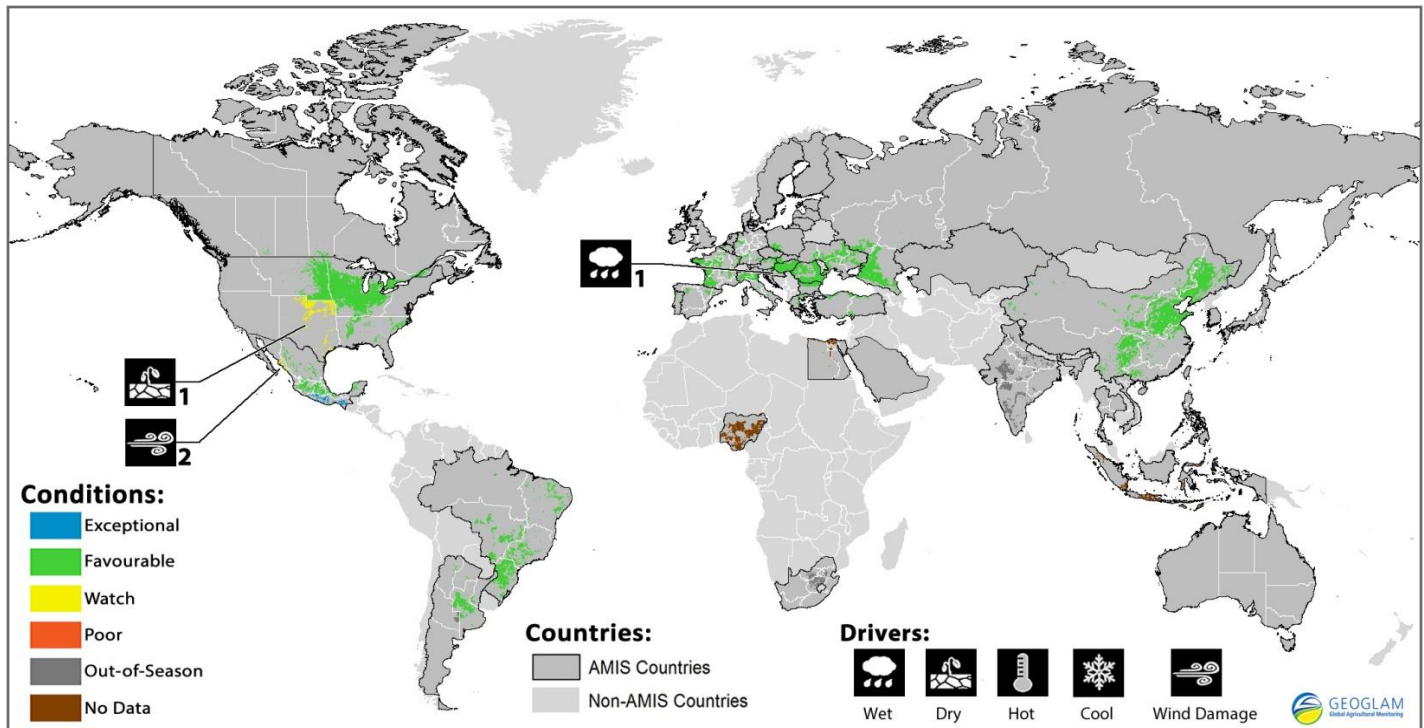 1
1
2
Conditions:
Exceptional
Favourable
Watch
Poor
Out-of-Season
No Data
Countries:
AMIS Countries
Non-AMIS Countries
Drivers:
Wet
Dry
Hot
Cool
Wind Damage
GEOGLAM
Global Agricultural Monitoring